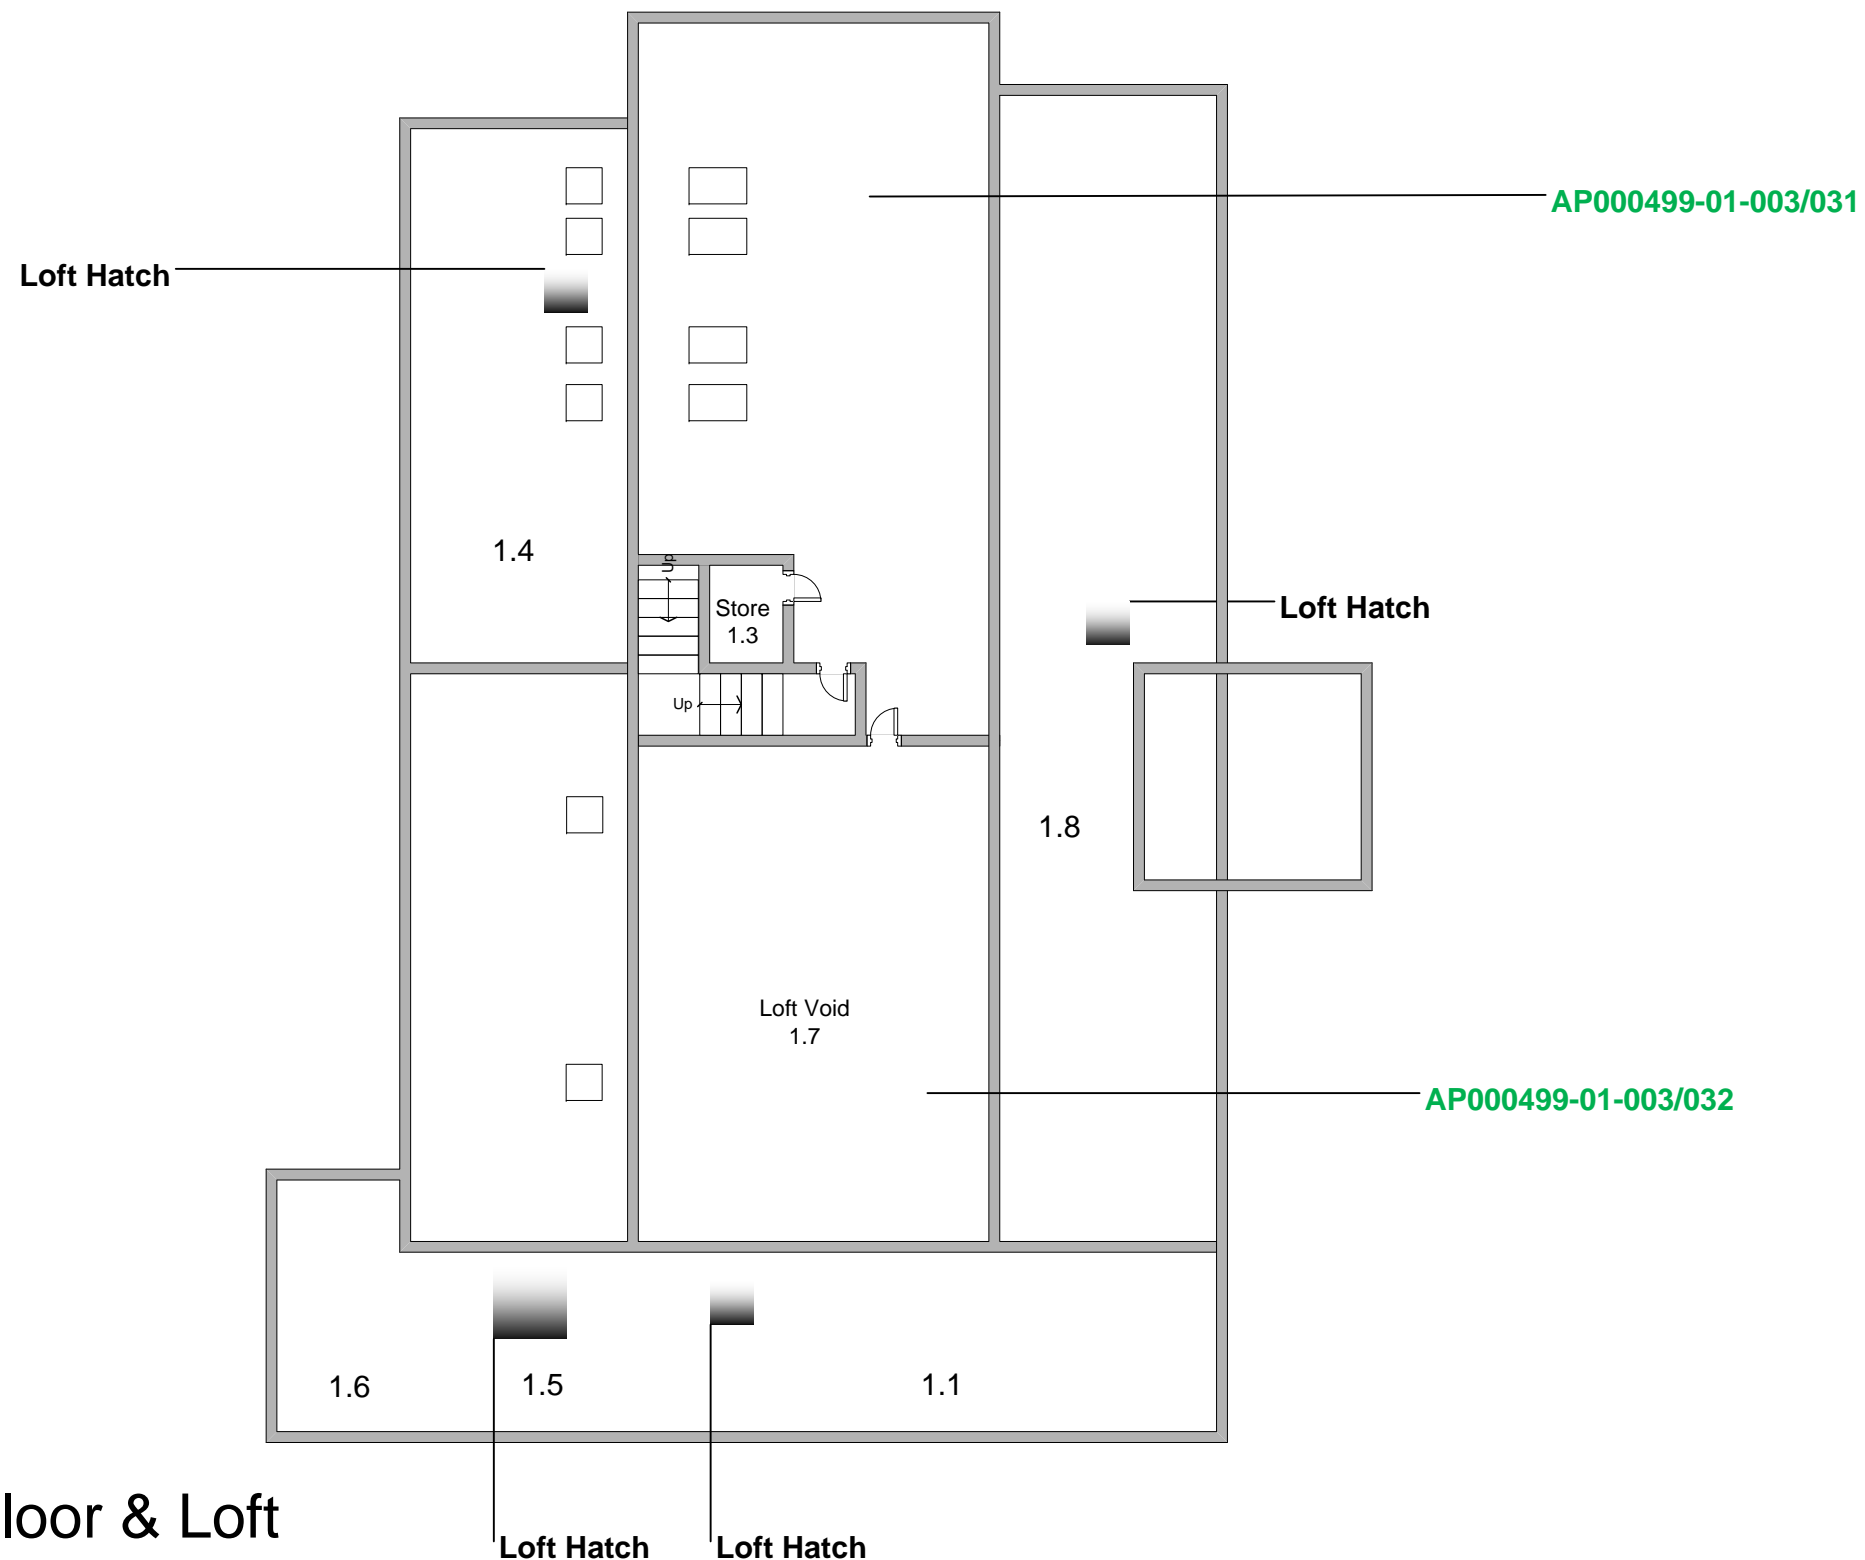 AP000499-01-003/031
Loft Hatch
1.4
Up
Store
1.3
Loft Hatch
Up
1.8
Loft Void
1.7
AP000499-01-003/032
1.6
1.5
1.1
loor & Loft
Loft Hatch
Loft Hatch